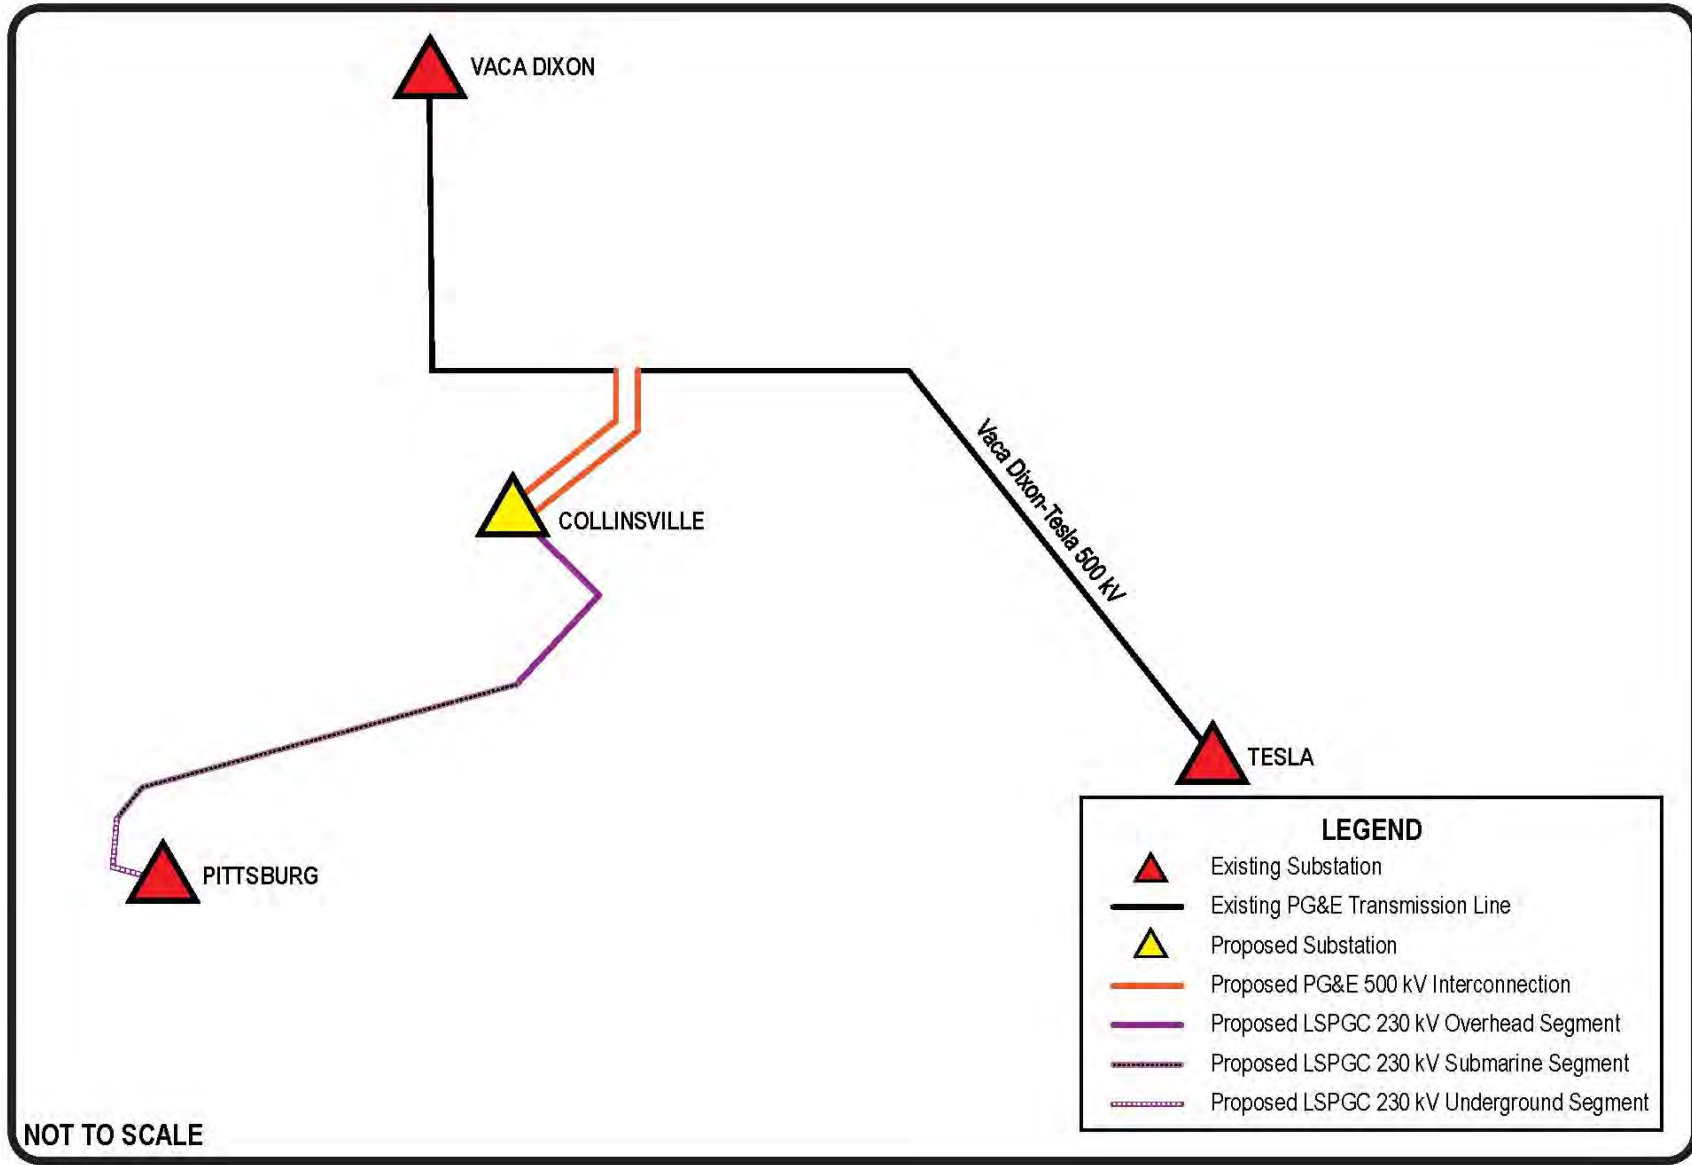 VACA DIXON
COLLINSVILLE
Vaca Dixon-Tesla 500 kV
TESLA
PITTSBURG
LEGEND
Existing Substation
Existing PG&E Transmission Line
Proposed Substation
Proposed PG&E 500 kV Interconnection
Proposed LSPGC 230 kV Overhead Segment
Proposed LSPGC 230 kV Submarine Segment
Proposed LSPGC 230 kV Underground Segment
NOT TO SCALE